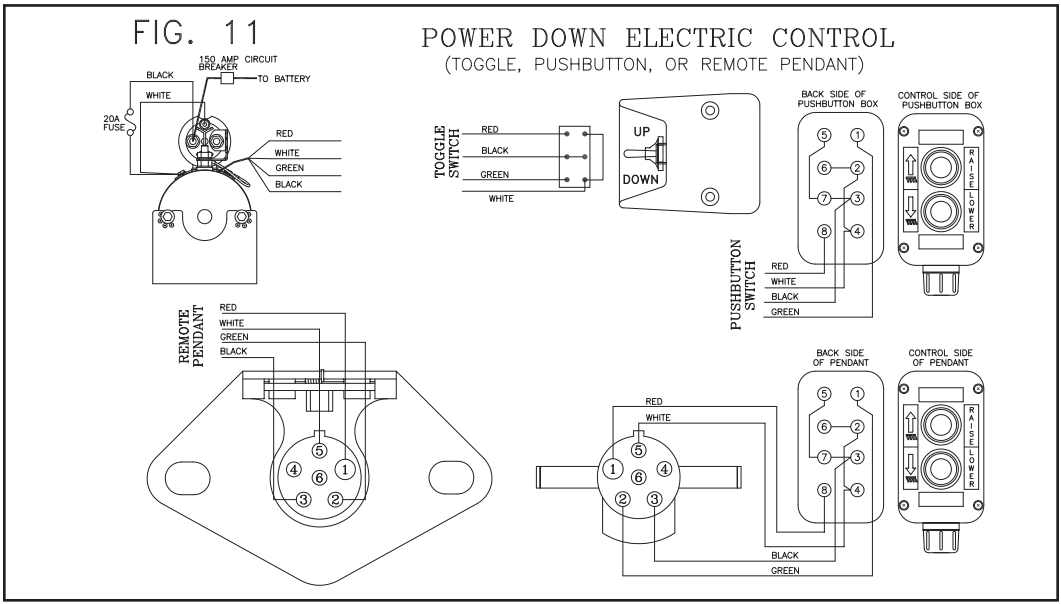 FIG. 11
POWER DOWN ELECTRIC CONTROL
(TOGGLE, PUSHBUTTON, OR REMOTE PENDANT)
150 AMP CIRCUIT
BREAKER
TO BATTERY
BLACK
WHITE
20A
FUSE
RED
WHITE
GREEN
BLACK
TOGGLE
SWITCH
RED
BLACK
GREEN
WHITE
UP
DOWN
BACK SIDE OF
PUSHBUTTON BOX
5 1
6 2
7 3
8 4
CONTROL SIDE OF
PUSHBUTTON BOX
RAISE
LOWER
PUSHBUTTON
SWITCH
RED
WHITE
BLACK
GREEN
REMOTE
PENDANT
RED
WHITE
GREEN
BLACK
5
4 1
6
3 2
RED
WHITE
5
1 4
6
2 3
BLACK
GREEN
BACK SIDE
OF PENDANT
5 1
6 2
7 3
8 4
CONTROL SIDE
OF PENDANT
RAISE
LOWER